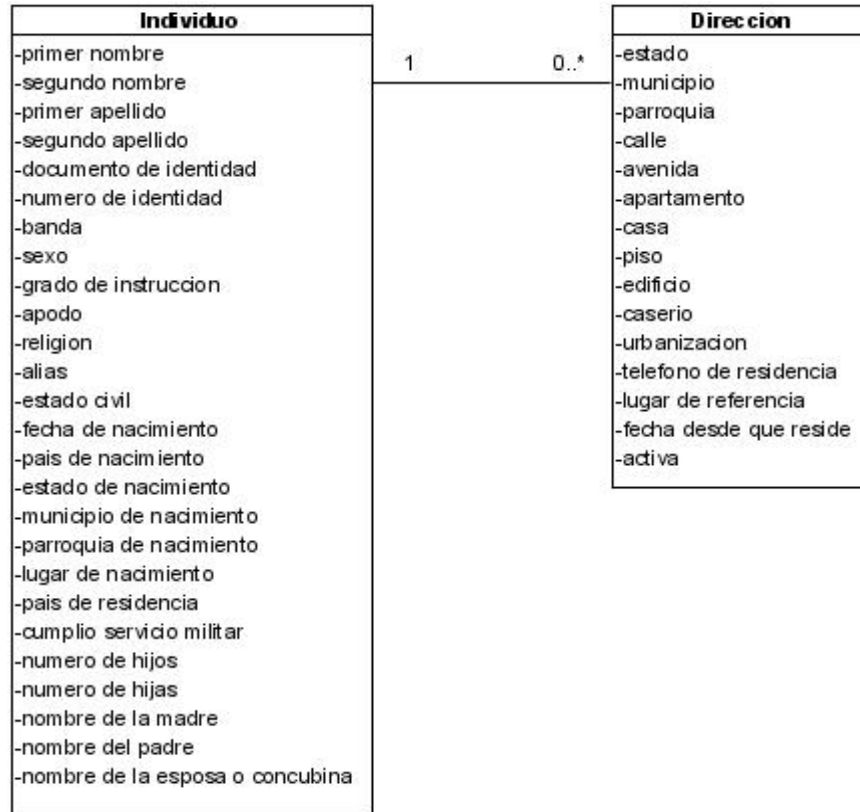 Individuo
-primer nombre
-segundo nombre
-primer apellido
-segundo apellido
-documento de identidad
-numero de identidad
-banda
-sexo
-grado de instruccion
-apodo
-religion
-alias
-estado civil
-fecha de nacimiento
-pais de nacimiento
-estado de nacimiento
-municipio de nacimiento
-parroquia de nacimiento
-lugar de nacimiento
-pais de residencia
-cumplio servicio militar
-numero de hijos
-numero de hijas
-nombre de la madre
-nombre del padre
-nombre de la esposa o concubina
1
0..*
Direccion
-estado
-municipio
-parroquia
-calle
-avenida
-apartamento
-casa
-piso
-edificio
-caserio
-urbanizacion
-telefono de residencia
-lugar de referencia
-fecha desde que reside
-activa